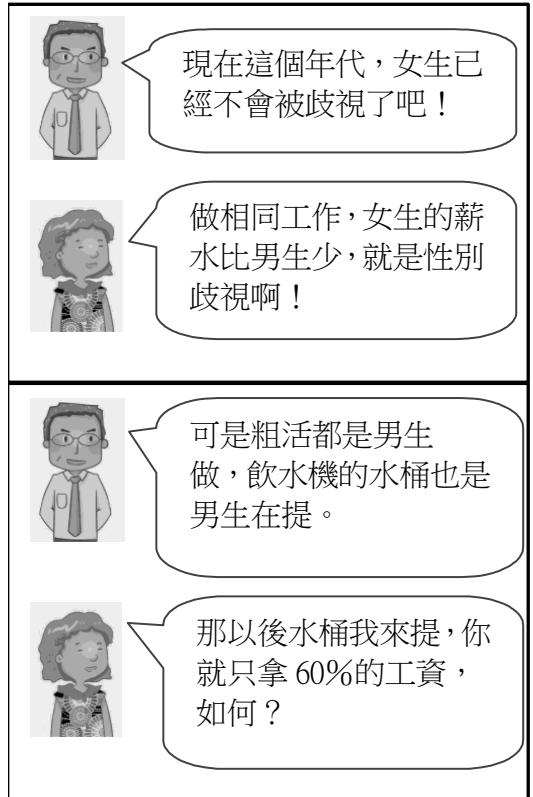 現在這個年代，女生已
經不會被歧視了吧！
做相同工作，女生的薪
水比男生少，就是性別
歧視啊！
可是粗活都是男生
做，飲水機的水桶也是
男生在提。
那以後水桶我來提，你
就只拿 60%的工資，
如何？